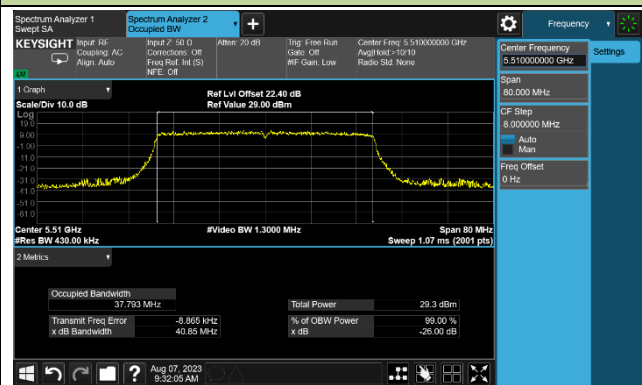 Spectrum Analyzer 1
Swept SA
Spectrum Analyzer 2
Occupied BW
Frequency
KEYSIGHT
Input: RF
Coupling: AC
Align: Auto
Input Z: 50 Ω
Corrections: Off
Freq Ref: Int (S)
NFE: Off
Atten: 20 dB
Trig: Free Run
Gate: Off
#IF Gain: Low
Center Freq: 5.510000000 GHz
Avg|Hold:>10/10
Radio Std: None
Center Frequency
5.510000000 GHz
Settings
Span
80.000 MHz
CF Step
8.000000 MHz
Auto
Man
Freq Offset
0 Hz
1 Graph
Scale/Div 10.0 dB
Ref Lvl Offset 22.40 dB
Ref Value 29.00 dBm
Log
19.0
9.00
-1.00
-11.0
-21.0
-31.0
-41.0
-51.0
-61.0
Center 5.51 GHz
#Res BW 430.00 kHz
#Video BW 1.3000 MHz
Span 80 MHz
Sweep 1.07 ms (2001 pts)
2 Metrics
Occupied Bandwidth
37.793 MHz
Transmit Freq Error -8.865 kHz
x dB Bandwidth 40.85 MHz
Total Power 29.3 dBm
% of OBW Power 99.00 %
x dB -26.00 dB
Aug 07, 2023
9:32:05 AM